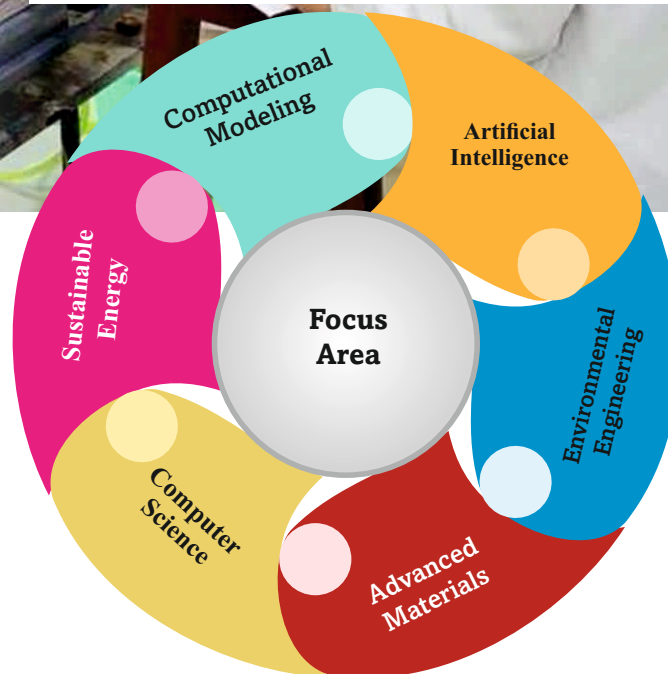 Computational
Modeling
Artificial
Intelligence
Sustainable
Energy
Focus
Area
Environmental
Engineering
Computer
Science
Advanced
Materials